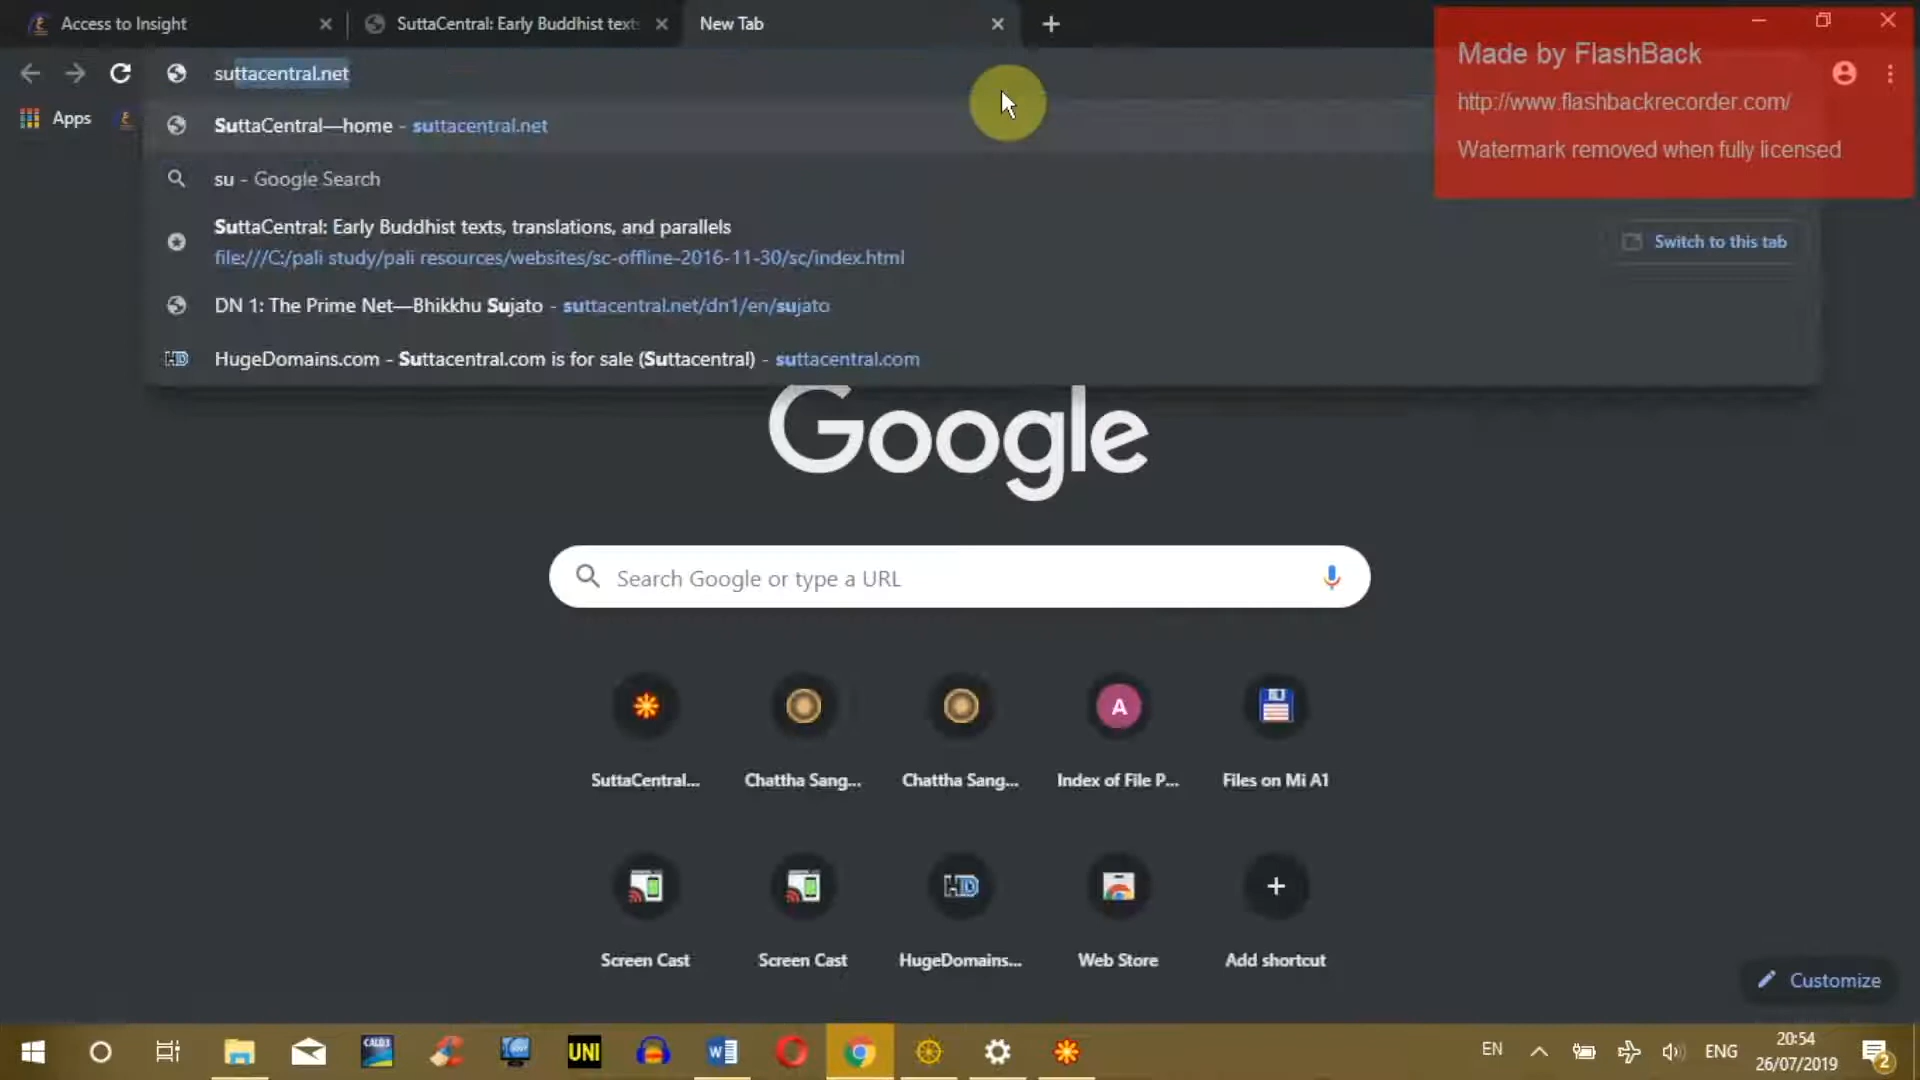 Access to Insight
SuttaCentral: Early Buddhist text
New Tab
suttacentral.net
Made by FlashBack
http://www.flashbackrecorder.com/
Watermark removed when fully licensed
Apps
SuttaCentral—home - suttacentral.net
su - Google Search
SuttaCentral: Early Buddhist texts, translations, and parallels
file:///C:/pali study/pali resources/websites/sc-offline-2016-11-30/sc/index.html
Switch to this tab
DN 1: The Prime Net—Bhikkhu Sujato - suttacentral.net/dn1/en/sujato
HD HugeDomains.com - Suttacentral.com is for sale (Suttacentral) - suttacentral.com
Google
Search Google or type a URL
A
SuttaCentral... Chattha Sang... Chattha Sang... Index of File P... Files on Mi A1
HD
Screen Cast Screen Cast HugeDomains... Web Store Add shortcut
Customize
CALD3
UNI
EN
ENG
20:54
26/07/2019
2